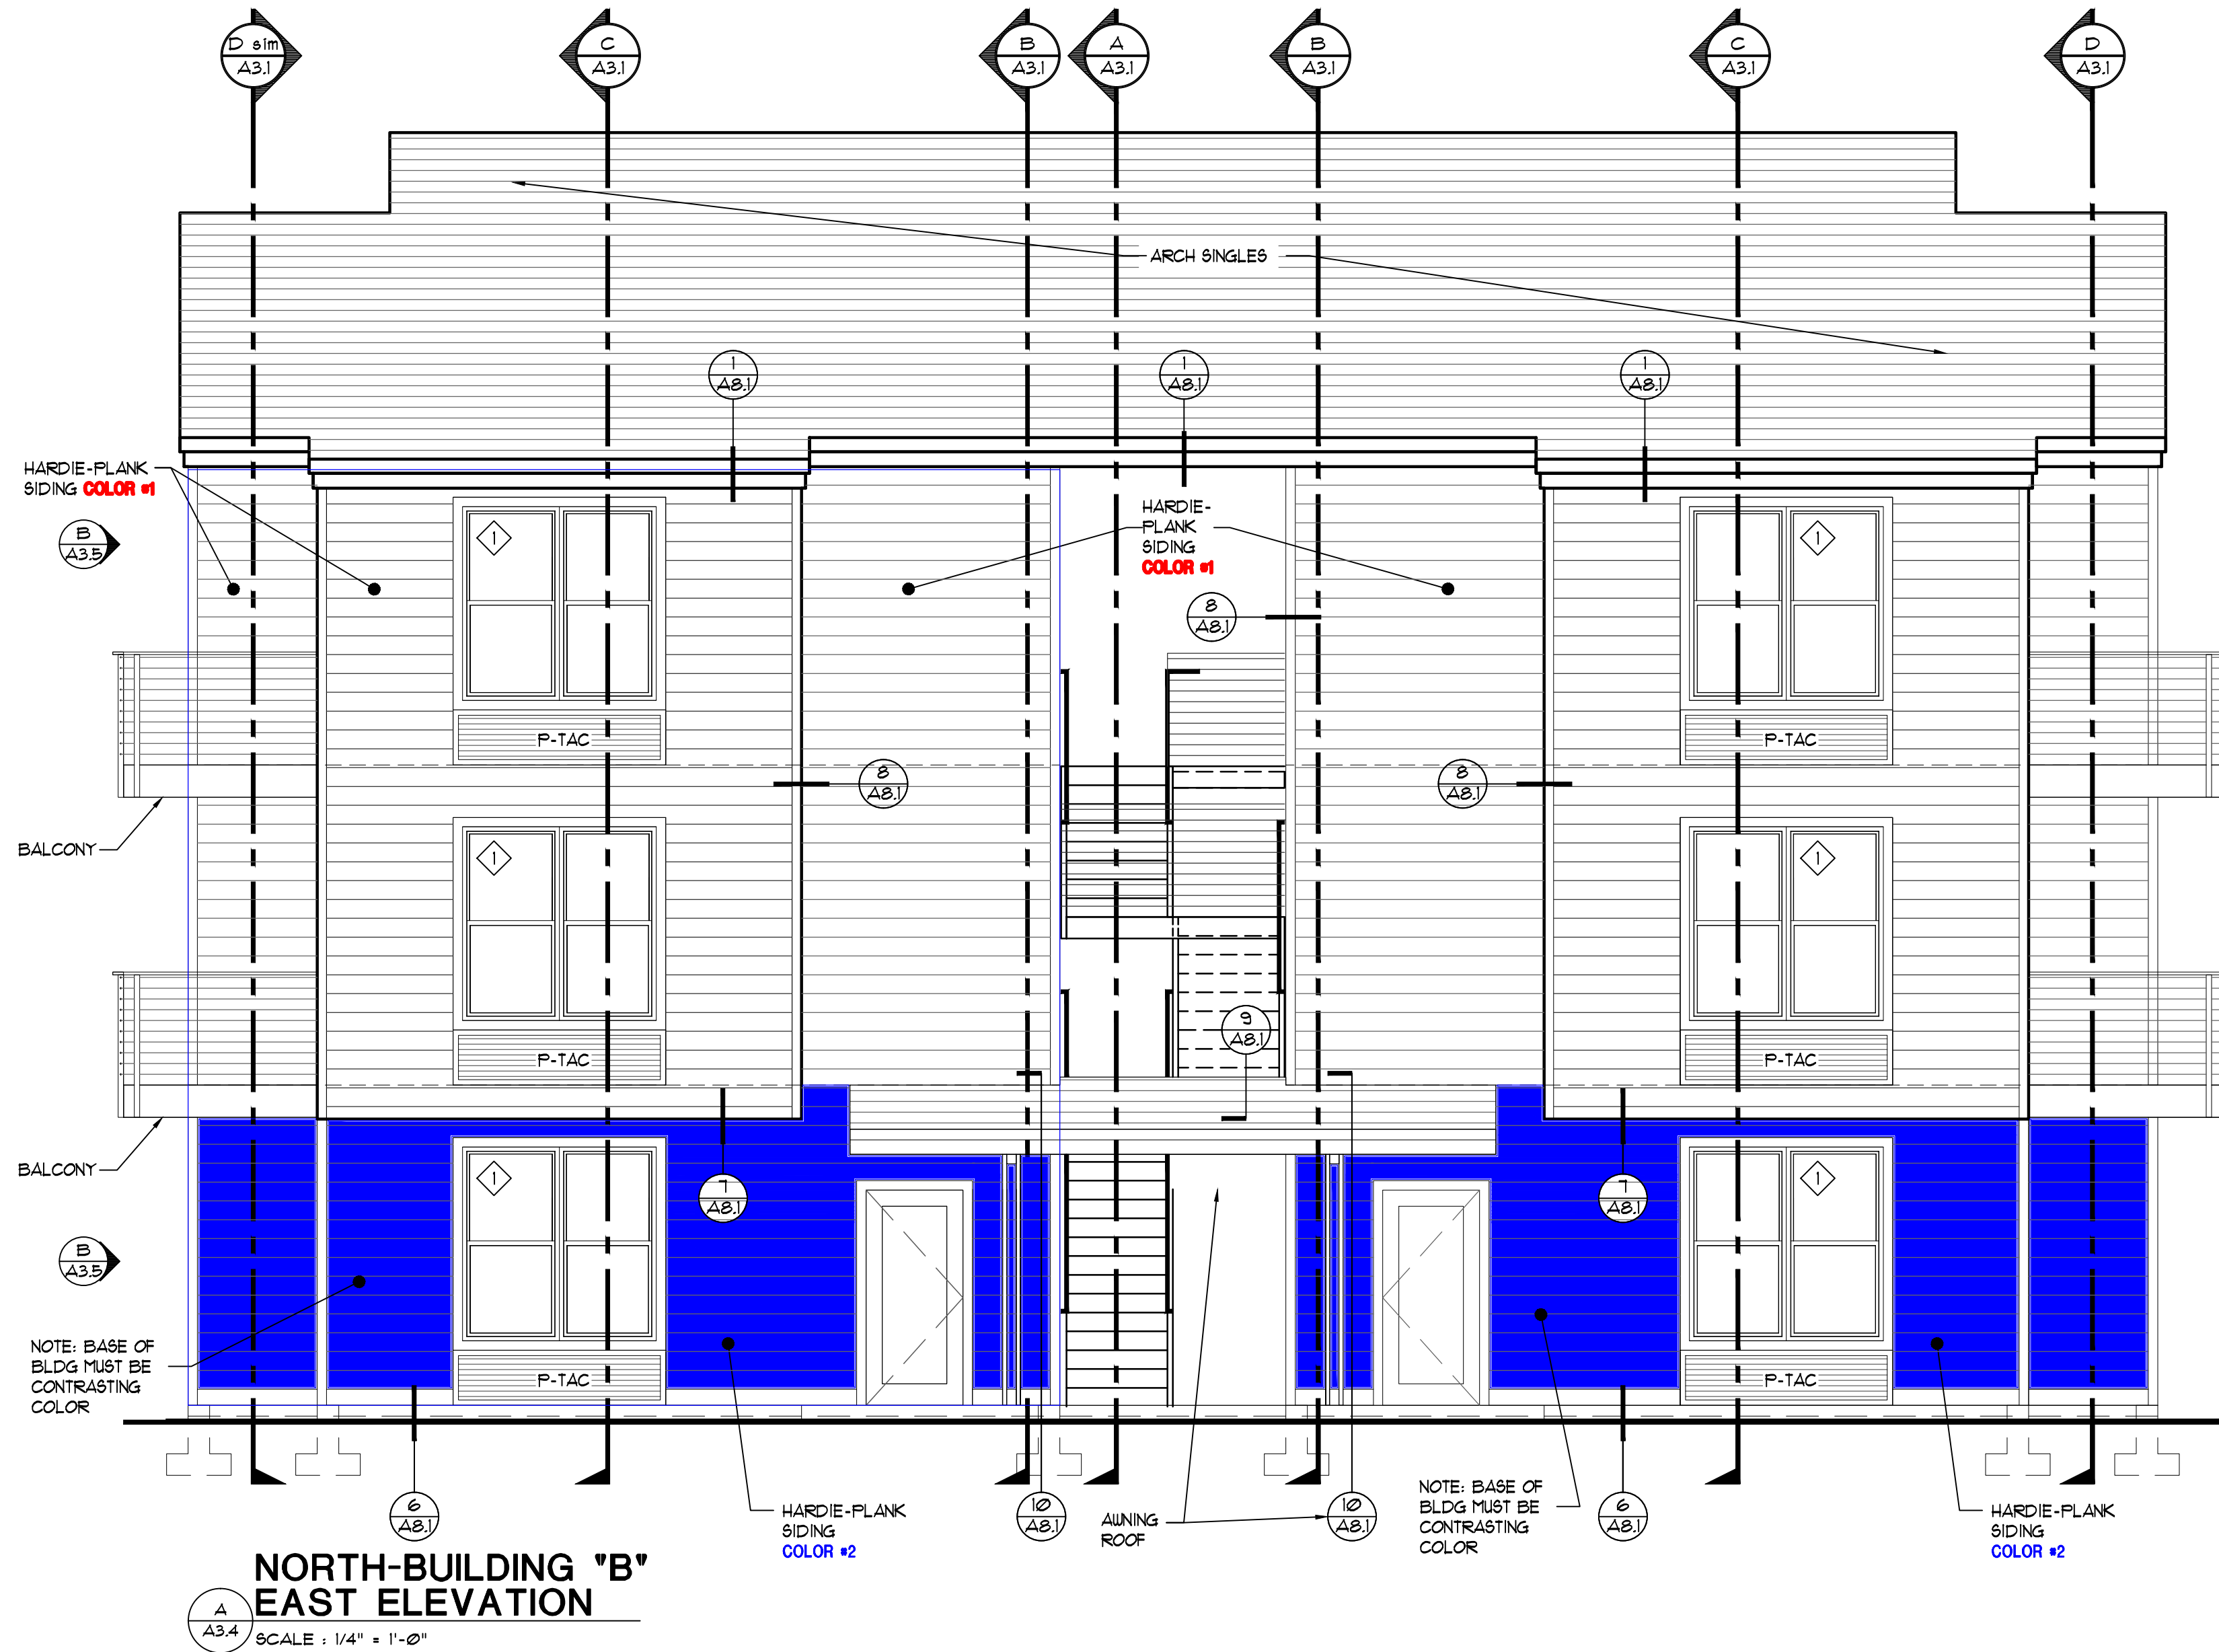 D sim
A3.1
C
A3.1
B
A3.1
A
A3.1
B
A3.1
C
A3.1
D
A3.1
ARCH SINGLES
1
A8.1
1
A8.1
1
A8.1
HARDIE-PLANK
SIDING COLOR #1
B
A3.5
1
HARDIE-
PLANK
SIDING
COLOR #1
1
8
A8.1
P-TAC
P-TAC
8
A8.1
8
A8.1
BALCONY
1
1
9
A8.1
P-TAC
P-TAC
BALCONY
1
7
A8.1
7
A8.1
1
B
A3.5
NOTE: BASE OF
BLDG MUST BE
CONTRASTING
COLOR
P-TAC
P-TAC
6
A8.1
HARDIE-PLANK
SIDING
COLOR #2
10
A8.1
AWNING
ROOF
10
A8.1
NOTE: BASE OF
BLDG MUST BE
CONTRASTING
COLOR
6
A8.1
HARDIE-PLANK
SIDING
COLOR #2
NORTH-BUILDING "B"
EAST ELEVATION
A
A3.4
SCALE : 1/4" = 1'-0"